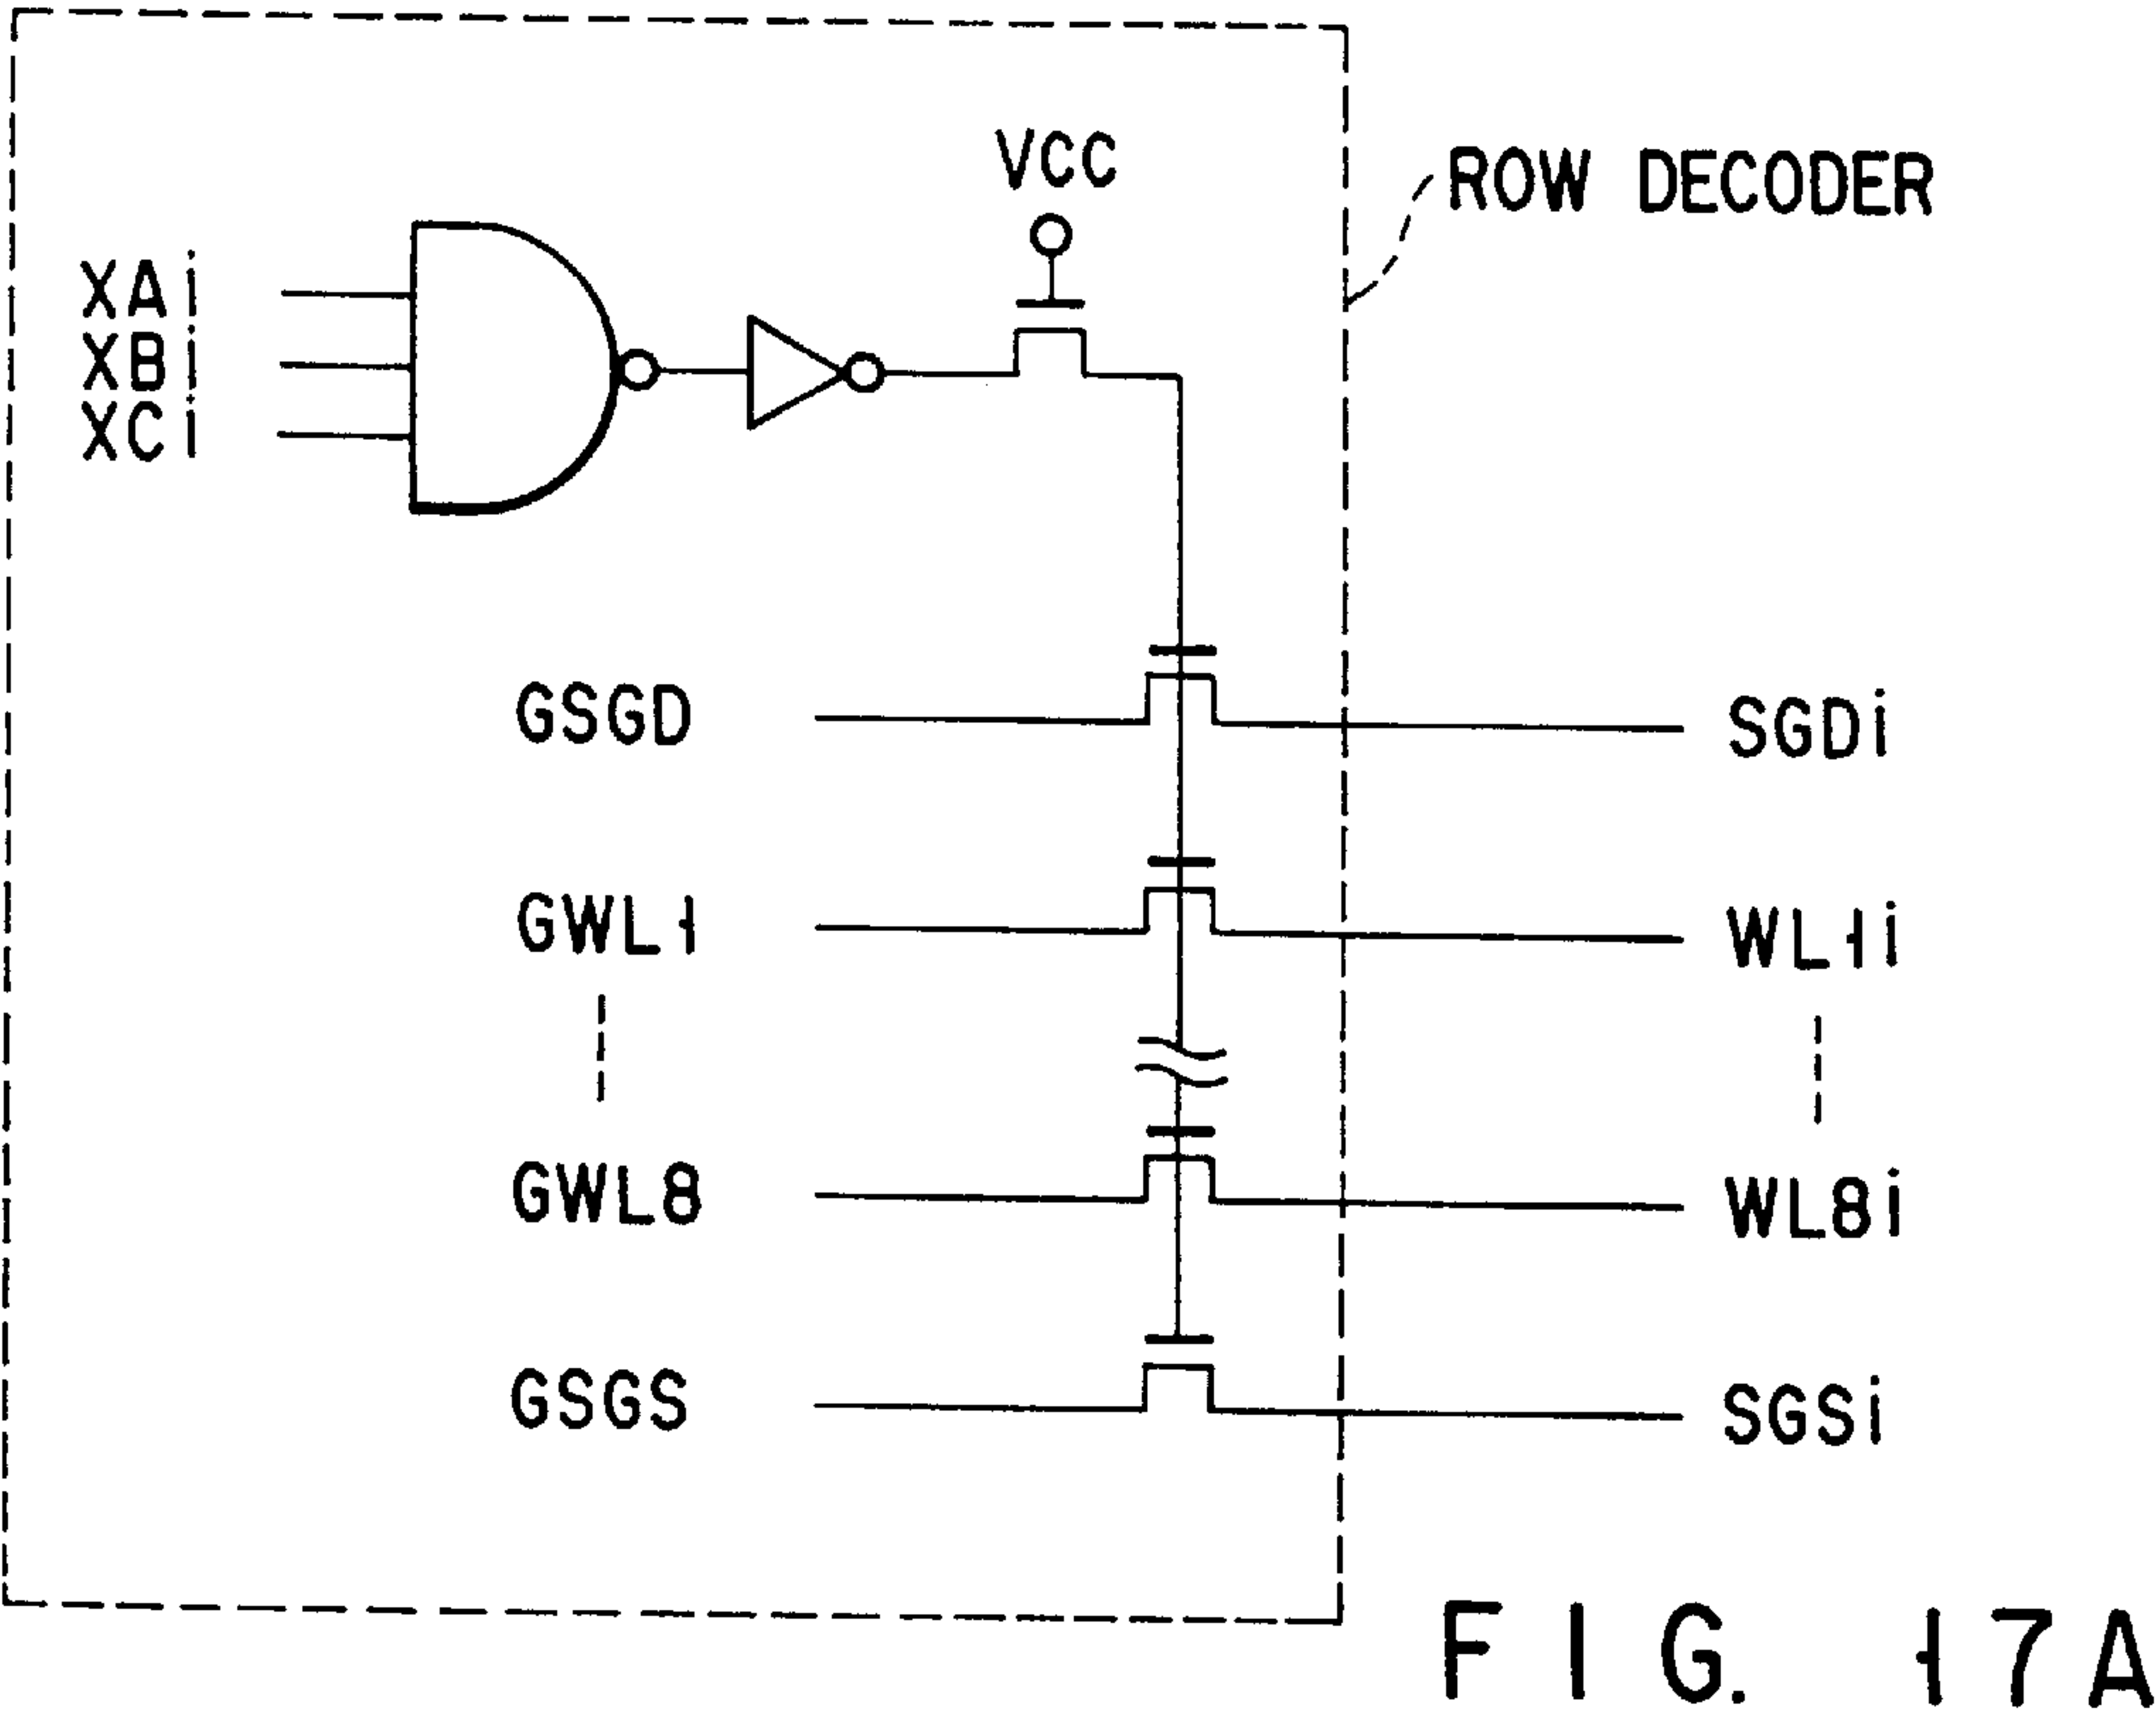 VCC
ROW DECODER
XAi
XBi
XCi
GSGD
SGDi
GWL1
WL1i
GWL8
WL8i
GSGS
SGSi
FIG. 17A